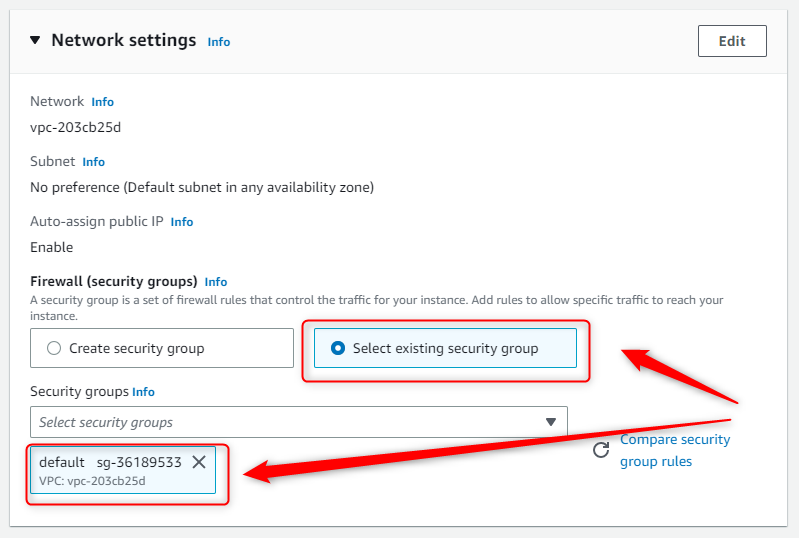 Network settings Info
Edit
Network Info
vpc-203cb25d
Subnet Info
No preference (Default subnet in any availability zone)
Auto-assign public IP Info
Enable
Firewall (security groups) Info
A security group is a set of firewall rules that control the traffic for your instance. Add rules to allow specific traffic to reach your
instance.
Create security group
Select existing security group
Security groups Info
Select security groups
Compare security
group rules
default sg-36189533
VPC: vpc-203cb25d